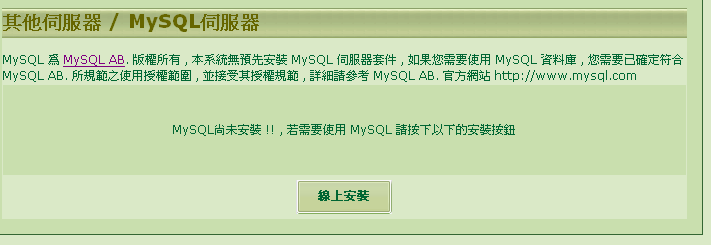 其他伺服器 / MySQL伺服器
MySQL 為 MySQL AB. 版權所有 , 本系統無預先安裝 MySQL 伺服器套件 , 如果您需要使用 MySQL 資料庫 , 您需要已確定符合
MySQL AB. 所規範之使用授權範圍 , 並接受其授權規範 , 詳細請參考 MySQL AB. 官方網站 http://www.mysql.com
MySQL尚未安裝 !! , 若需要使用 MySQL 請按下以下的安裝按鈕
線上安裝